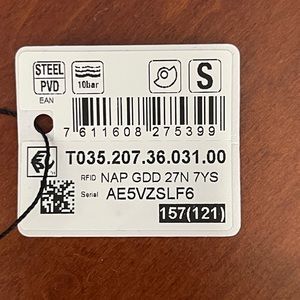 STEEL
PVD
10bar
S
EAN
7 611608 275399
T035.207.36.031.00
RFID NAP GDD 27N 7YS
Serial AE5VZSLF6
157(121)